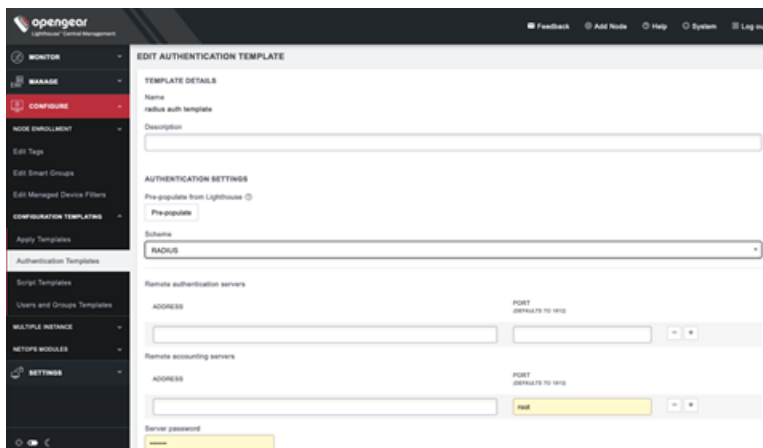 opengear
Lighthouse™ Central Management
Feedback
Add Node
Help
System
Log ou
MONITOR
MANAGE
CONFIGURE
NODE ENROLLMENT
Edit Tags
Edit Smart Groups
Edit Managed Device Filters
CONFIGURATION TEMPLATING
Apply Templates
Authentication Templates
Script Templates
Users and Groups Templates
MULTIPLE INSTANCE
NETOPS MODULES
SETTINGS
EDIT AUTHENTICATION TEMPLATE
TEMPLATE DETAILS
Name
radius auth template
Description
AUTHENTICATION SETTINGS
Pre-populate from Lighthouse
Pre-populate
Scheme
RADIUS
Remote authentication servers
ADDRESS
PORT
(DEFAULTS TO 1812)
Remote accounting servers
ADDRESS
PORT
(DEFAULTS TO 1813)
root
Server password